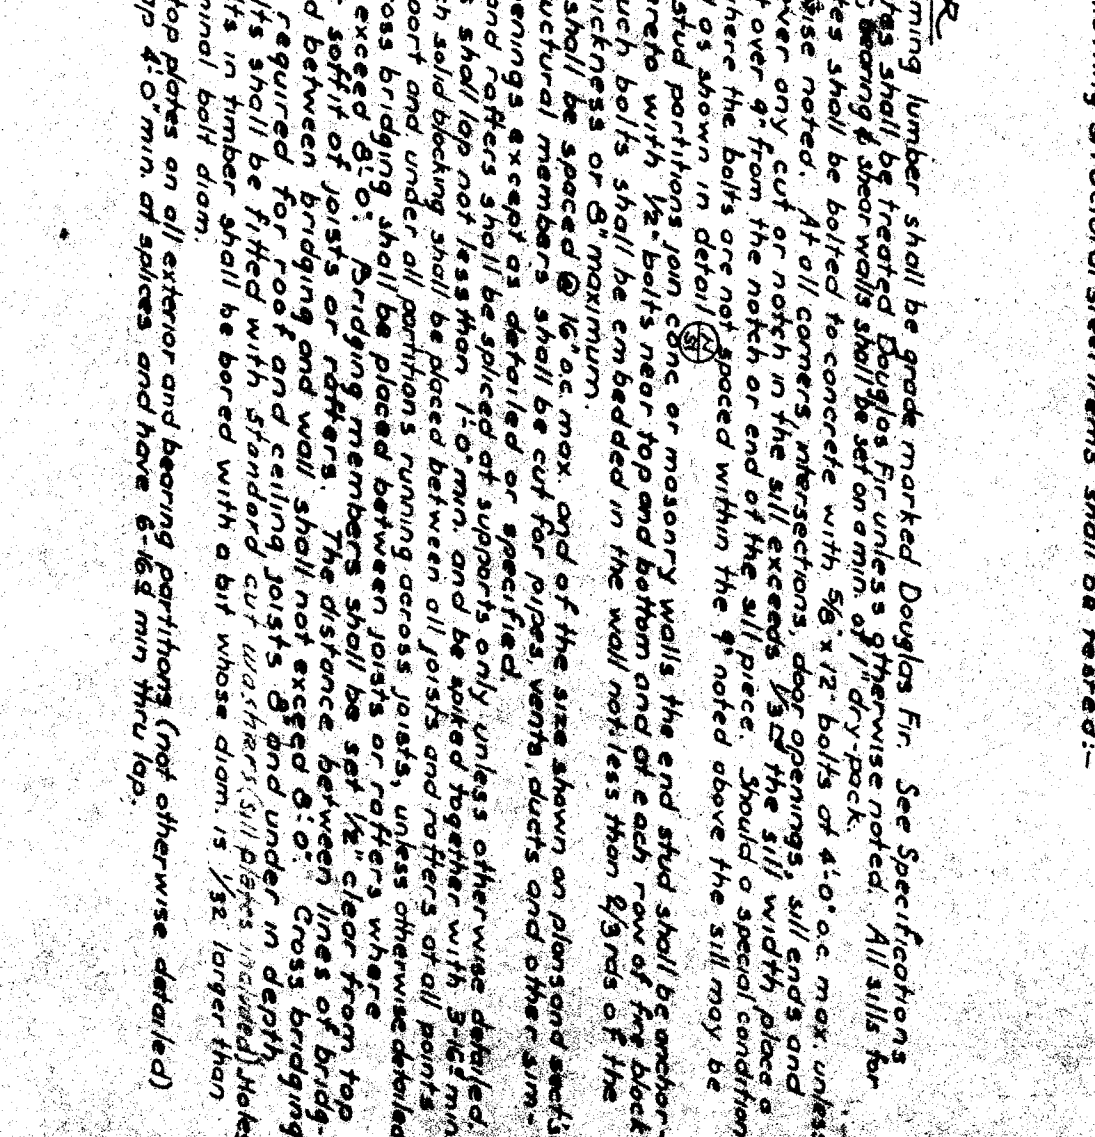 shall be tested:-
R
ming lumber shall be grade marked Douglas Fir. See Specifications
tes shall be treated Douglas Fir unless otherwise noted. All sills for
bearing & shear walls shall be set on a min of 1" dry-pack.
tes shall be bolted to concrete with 5/8"x12" bolts at 4'-0" o.c. max. unless
ise noted. At all corners, intersections, door openings, sill ends and
ver any cut or notch in the sill exceeds 1/3 the sill width place a
t over 9" from the notch or end of the sill piece. Should a special condition
here the bolts are not spaced within the 9" noted above the sill may be
as shown in detail
stud partitions join conc. or masonry walls the end stud shall be anchor-
reto with 1/2" bolts near top and bottom and at each row of fire block
uch bolts shall be embedded in the wall not less than 2/3rds of the
ickness or 8" maximum.
shall be spaced @ 16" o.c. max. and of the size shown on plans and sect's
uctural members shall be cut for pipes, vents, ducts and other sim-
enings except as detailed or specified.
and rafters shall be spliced at supports only unless otherwise detailed.
s shall lap not less than 1'-0" min. and be spiked together with 3-16d min
h solid blocking shall be placed between all joists and rafters at all points
port and under all partitions running across joists, unless otherwise detailed
oss bridging shall be placed between joists or rafters where
exceed 8'-0". Bridging members shall be set 1/2" clear from top
soffit of joists or rafters. The distance between lines of bridg-
d between bridging and wall shall not exceed 8'-0". Cross bridging
required for roof and ceiling joists 8" and under in depth
lts shall be fitted with standard cut washers (sill plates included) Holes
lts in timber shall be bored with a bit whose diam. is 1/32 larger than
minal bolt diam.
top plates on all exterior and bearing partitions (not otherwise detailed)
ap 4'-0" min. at splices and have 6-16d min thru lap.